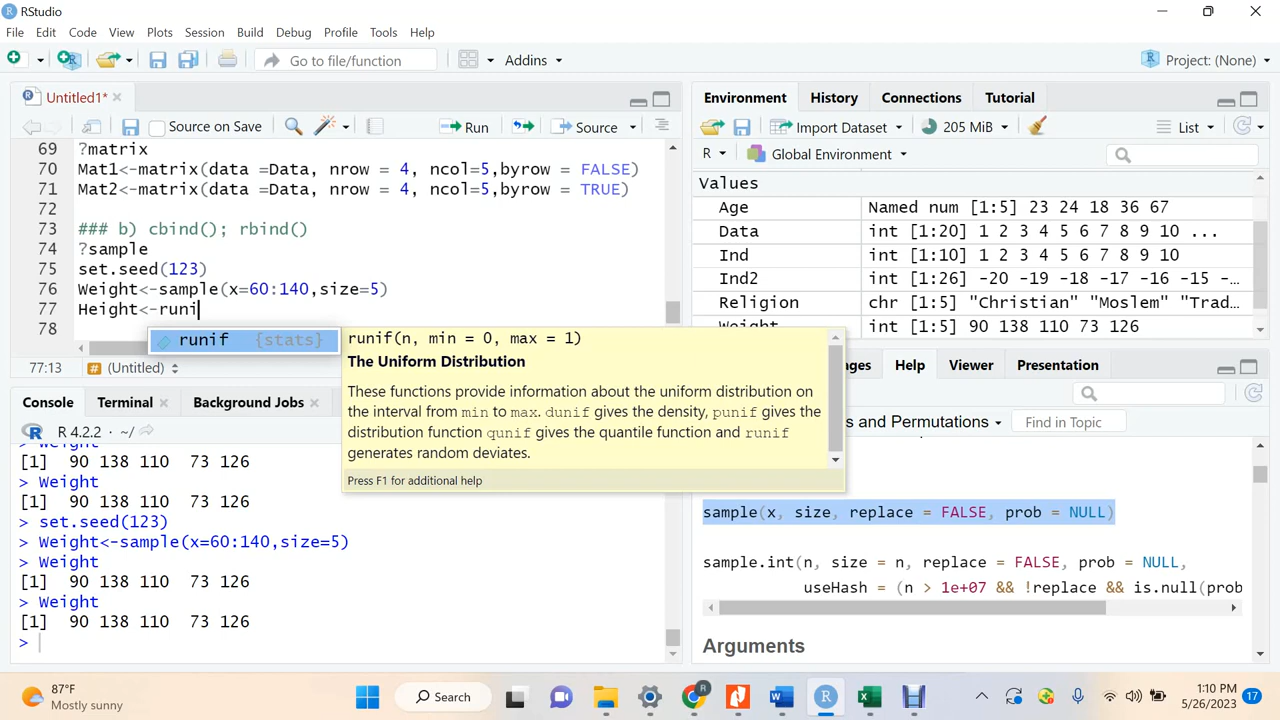 RStudio
File Edit Code View Plots Session Build Debug Profile Tools Help
Go to file/function Addins Project: (None)
Untitled1*
Source on Save Run Source
69 ?matrix
70 Mat1<-matrix(data =Data, nrow = 4, ncol=5,byrow = FALSE)
71 Mat2<-matrix(data =Data, nrow = 4, ncol=5,byrow = TRUE)
72
73 ### b) cbind(); rbind()
74 ?sample
75 set.seed(123)
76 Weight<-sample(x=60:140,size=5)
77 Height<-runi
78
runif {stats}
runif(n, min = 0, max = 1)
The Uniform Distribution
These functions provide information about the uniform distribution on
the interval from min to max. dunif gives the density, punif gives the
distribution function qunif gives the quantile function and runif
generates random deviates.
Press F1 for additional help
77:13 # (Untitled)
Console Terminal Background Jobs
R 4.2.2 · ~/
> Weight
[1] 90 138 110 73 126
> Weight
[1] 90 138 110 73 126
> set.seed(123)
> Weight<-sample(x=60:140,size=5)
> Weight
[1] 90 138 110 73 126
> Weight
[1] 90 138 110 73 126
>
Environment History Connections Tutorial
Import Dataset 205 MiB List
R Global Environment
Values
Age Named num [1:5] 23 24 18 36 67
Data int [1:20] 1 2 3 4 5 6 7 8 9 10 ...
Ind int [1:10] 1 2 3 4 5 6 7 8 9 10
Ind2 int [1:26] -20 -19 -18 -17 -16 -15 -
Religion chr [1:5] "Christian" "Moslem" "Trad
Weight int [1:5] 90 138 110 73 126
ages Help Viewer Presentation
s and Permutations Find in Topic
sample(x, size, replace = FALSE, prob = NULL)
sample.int(n, size = n, replace = FALSE, prob = NULL,
useHash = (n > 1e+07 && !replace && is.null(prob
Arguments
87°F
Mostly sunny
Search
1:10 PM
5/26/2023
17